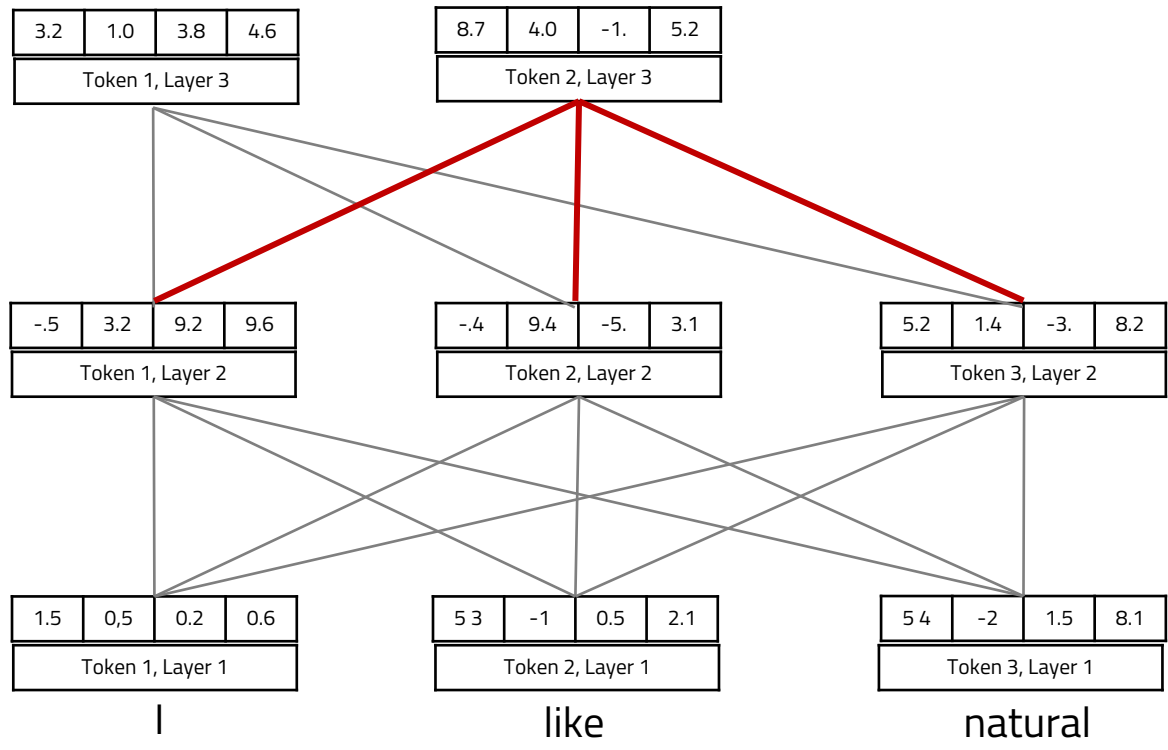 3.2 1.0 3.8 4.6 8.7 4.0 -1. 5.2
Token 1, Layer 3 Token 2, Layer 3
-.5 3.2 9.2 9.6 -.4 9.4 -5. 3.1 5.2 1.4 -3. 8.2
Token 1, Layer 2 Token 2, Layer 2 Token 3, Layer 2
1.5 0,5 0.2 0.6 5 3 -1 0.5 2.1 5 4 -2 1.5 8.1
Token 1, Layer 1 Token 2, Layer 1 Token 3, Layer 1
I like natural